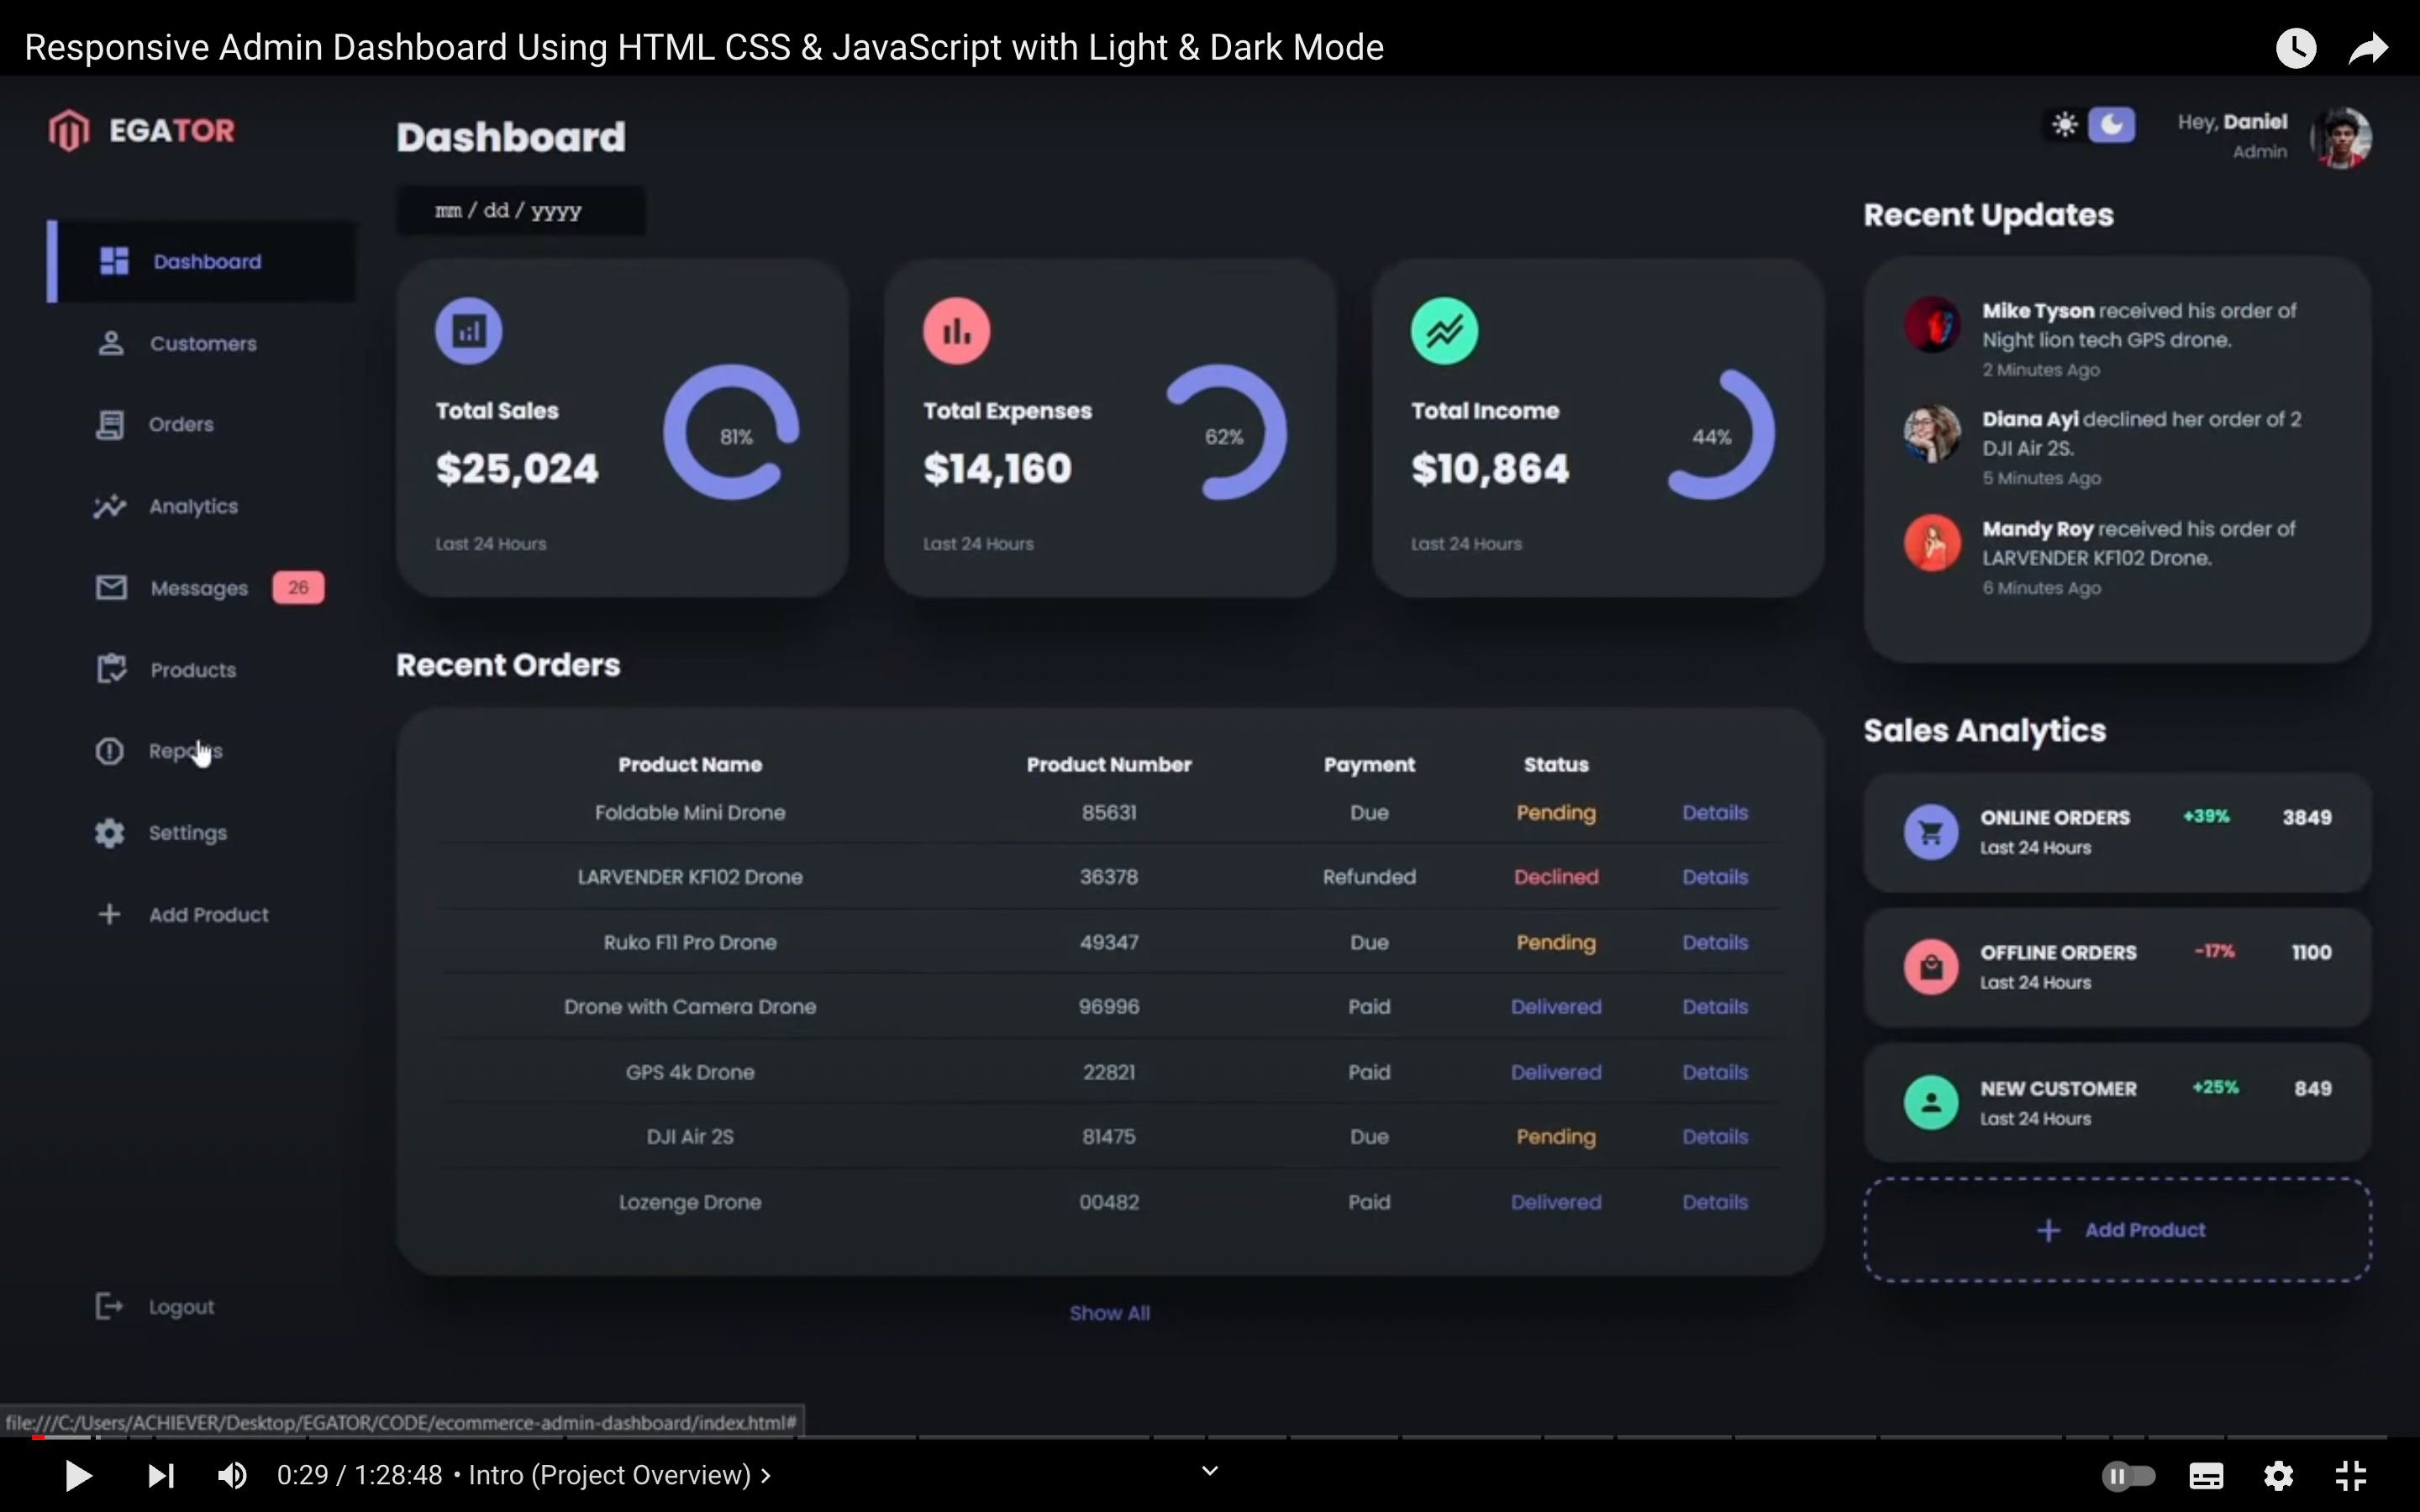 Responsive Admin Dashboard Using HTML CSS & JavaScript with Light & Dark Mode
EGATOR
Dashboard
Customers
Orders
Analytics
Messages 26
Products
Reports
Settings
Add Product
Logout
Dashboard
mm / dd / yyyy
Total Sales
$25,024
81%
Last 24 Hours
Total Expenses
$14,160
62%
Last 24 Hours
Total Income
$10,864
44%
Last 24 Hours
Recent Orders
Product Name Product Number Payment Status
Foldable Mini Drone 85631 Due Pending Details
LARVENDER KF102 Drone 36378 Refunded Declined Details
Ruko F11 Pro Drone 49347 Due Pending Details
Drone with Camera Drone 96996 Paid Delivered Details
GPS 4k Drone 22821 Paid Delivered Details
DJI Air 2S 81475 Due Pending Details
Lozenge Drone 00482 Paid Delivered Details
Show All
Hey, Daniel
Admin
Recent Updates
Mike Tyson received his order of
Night lion tech GPS drone.
2 Minutes Ago
Diana Ayi declined her order of 2
DJI Air 2S.
5 Minutes Ago
Mandy Roy received his order of
LARVENDER KF102 Drone.
6 Minutes Ago
Sales Analytics
ONLINE ORDERS +39% 3849
Last 24 Hours
OFFLINE ORDERS -17% 1100
Last 24 Hours
NEW CUSTOMER +25% 849
Last 24 Hours
Add Product
file:///C:/Users/ACHIEVER/Desktop/EGATOR/CODE/ecommerce-admin-dashboard/index.html#
0:29 / 1:28:48 • Intro (Project Overview)